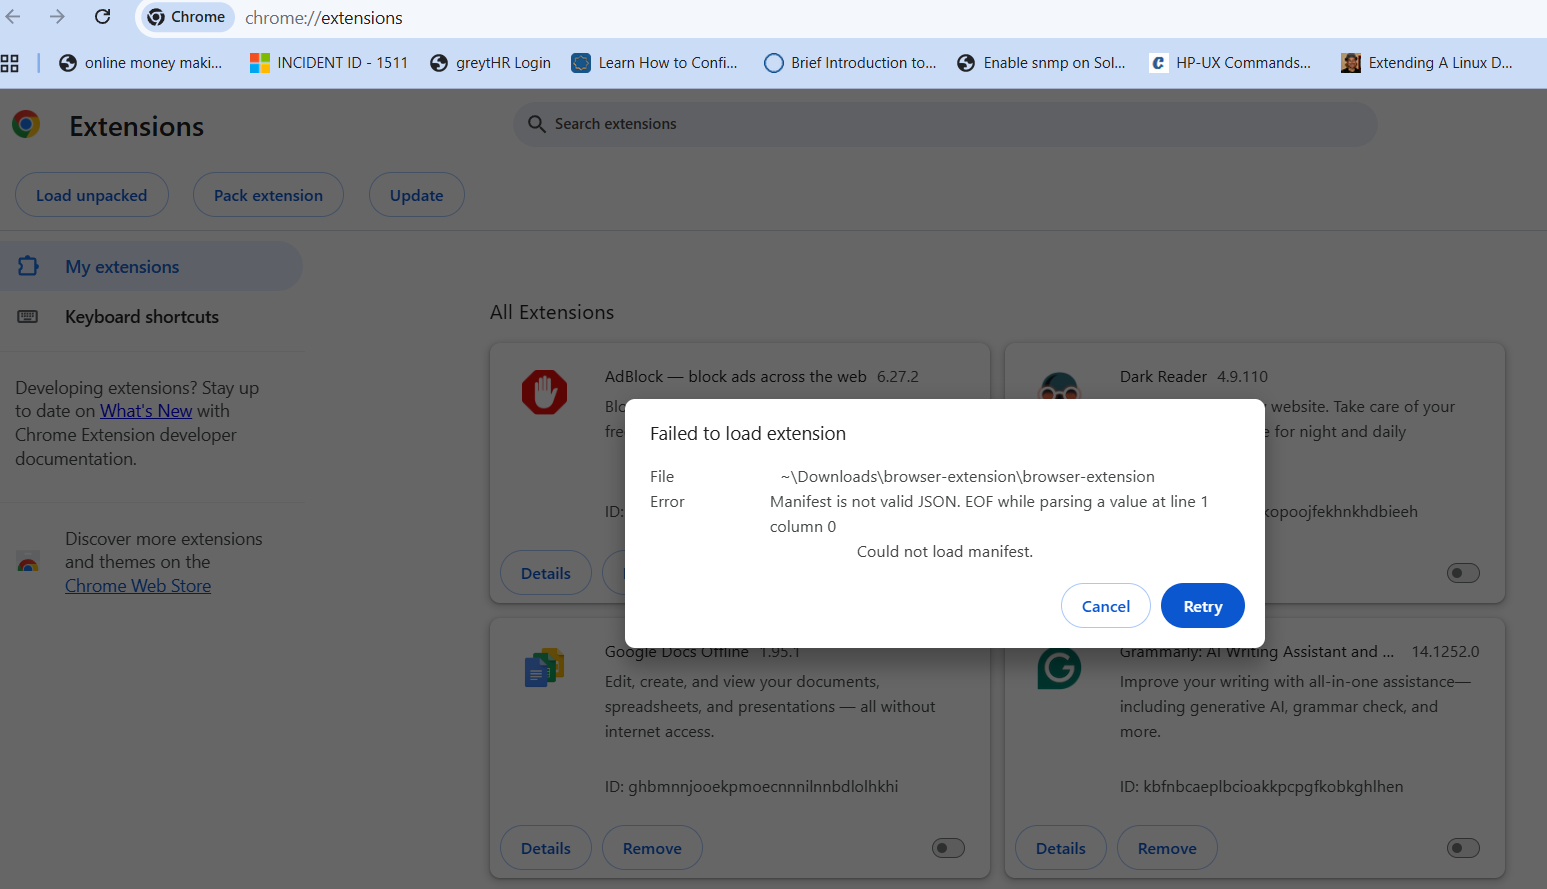 Chrome
chrome://extensions
online money maki...
INCIDENT ID - 1511
greytHR Login
Learn How to Confi...
Brief Introduction to...
Enable snmp on Sol...
HP-UX Commands...
Extending A Linux D...
Extensions
Search extensions
Load unpacked
Pack extension
Update
My extensions
Keyboard shortcuts
Developing extensions? Stay up
to date on What's New with
Chrome Extension developer
documentation.
Discover more extensions
and themes on the
Chrome Web Store
All Extensions
AdBlock — block ads across the web 6.27.2
Blo
fre
ID:
Details
Dark Reader 4.9.110
website. Take care of your
e for night and daily
kopoojfekhnkhdbieeh
Failed to load extension
File ~\Downloads\browser-extension\browser-extension
Error Manifest is not valid JSON. EOF while parsing a value at line 1
column 0
Could not load manifest.
Cancel
Retry
Google Docs Offline 1.95.1
Edit, create, and view your documents,
spreadsheets, and presentations — all without
internet access.
ID: ghbmnnjooekpmoecnnnilnnbdlolhkhi
Details
Remove
Grammarly: AI Writing Assistant and ... 14.1252.0
Improve your writing with all-in-one assistance—
including generative AI, grammar check, and
more.
ID: kbfnbcaeplbcioakkpcpgfkobkghlhen
Details
Remove